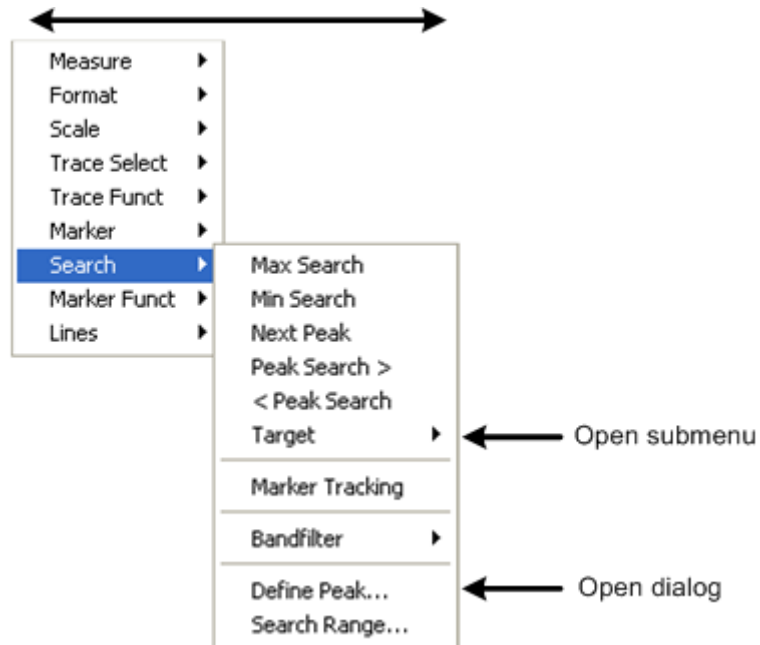 Measure
Format
Scale
Trace Select
Trace Funct
Marker
Search
Marker Funct
Lines
Max Search
Min Search
Next Peak
Peak Search >
< Peak Search
Target
Open submenu
Marker Tracking
Bandfilter
Define Peak...
Open dialog
Search Range...